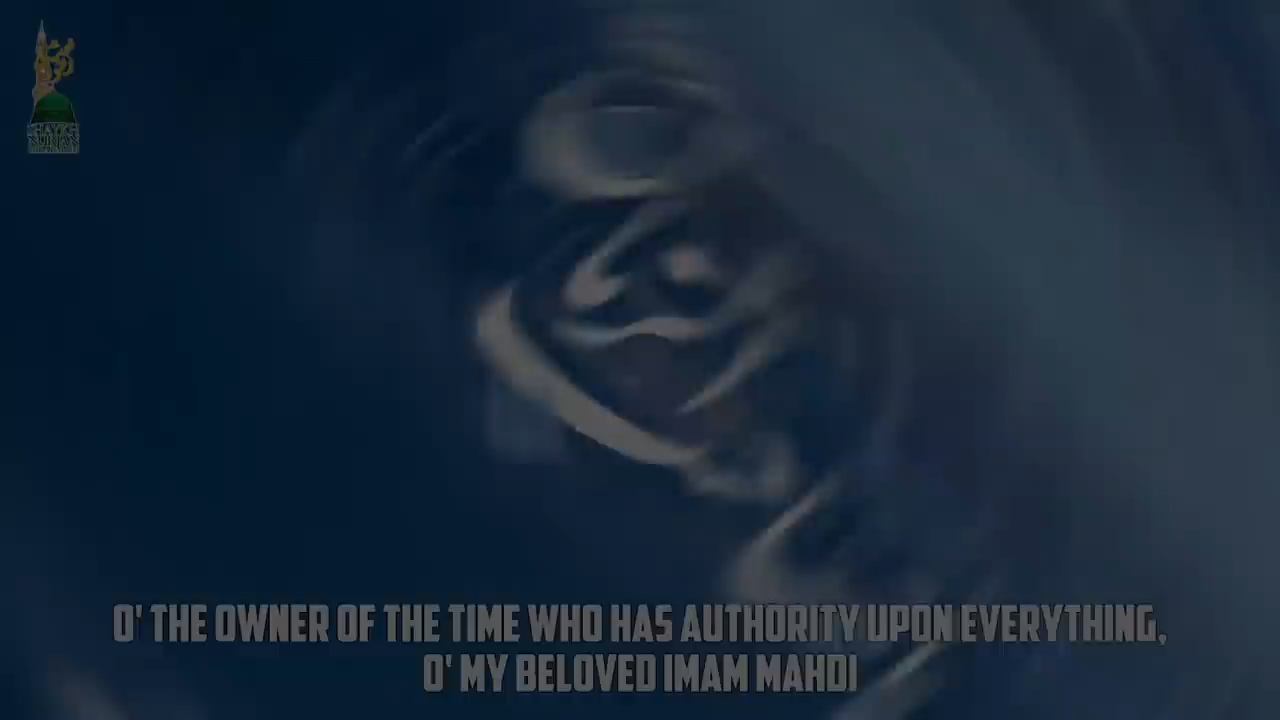 O' THE OWNER OF THE TIME WHO HAS AUTHORITY UPON EVERYTHING,
O' MY BELOVED IMAM MAHDI